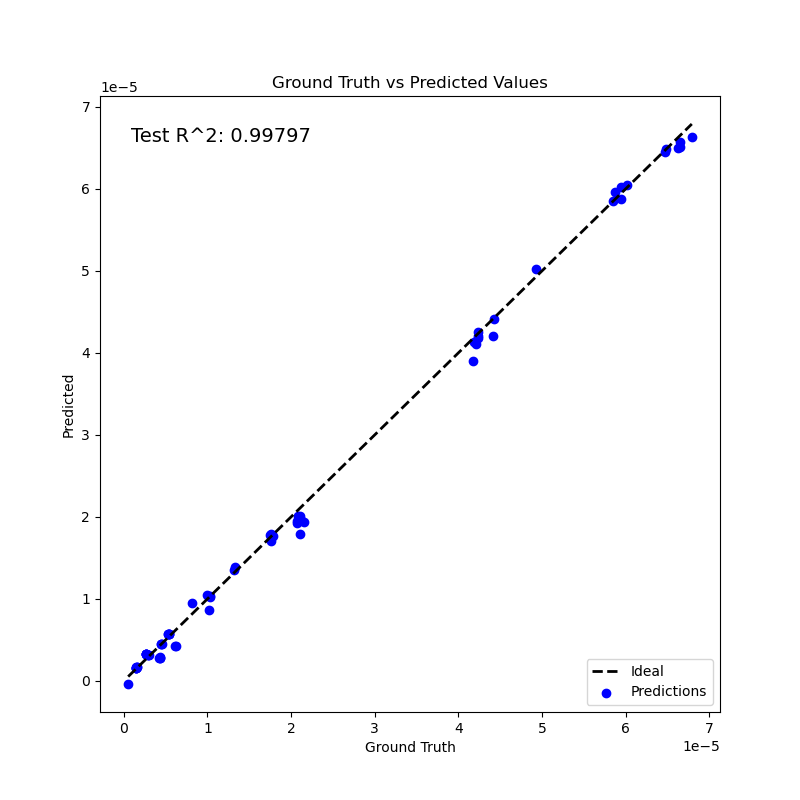 Ground Truth vs Predicted Values
1e−5
Test R^2: 0.99797
7
6
5
4
3
2
1
0
Predicted
Ideal
Predictions
0 1 2 3 4 5 6 7
Ground Truth
1e−5